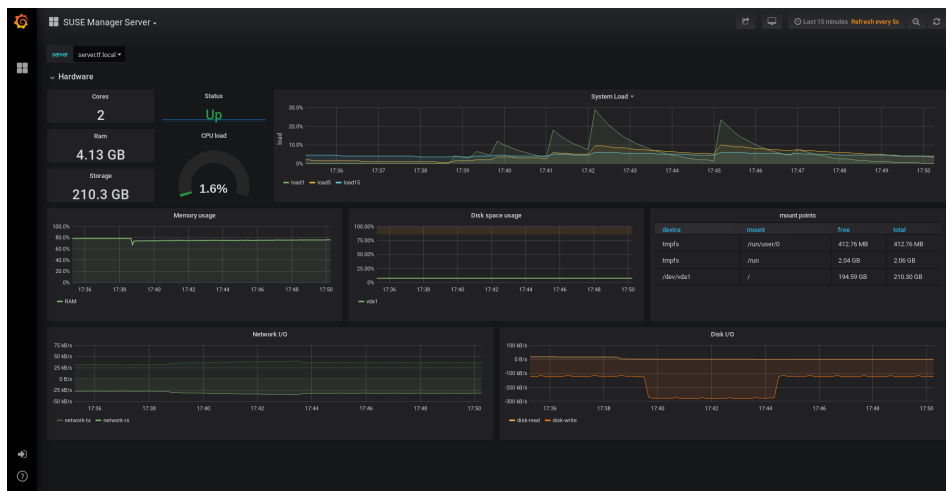 SUSE Manager Server
Last 15 minutes Refresh every 5s
server servertf.local
Hardware
Cores
2
Status
Up
Ram
4.13 GB
CPU load
1.6%
Storage
210.3 GB
System Load
load
30.0%
20.0%
10.0%
0%
17:36 17:37 17:38 17:39 17:40 17:41 17:42 17:43 17:44 17:45 17:46 17:47 17:48 17:49 17:50
load1 load5 load15
Memory usage
100.0%
80.0%
60.0%
40.0%
20.0%
0%
17:36 17:38 17:40 17:42 17:44 17:46 17:48 17:50
RAM
Disk space usage
100.00%
75.00%
50.00%
25.00%
0%
17:36 17:38 17:40 17:42 17:44 17:46 17:48 17:50
vda1
mount points
device mount free total
tmpfs /run/user/0 412.76 MB 412.76 MB
tmpfs /run 2.04 GB 2.06 GB
/dev/vda1 / 194.59 GB 210.30 GB
Network I/O
75 kB/s
50 kB/s
25 kB/s
0 B/s
-25 kB/s
-50 kB/s
17:36 17:38 17:40 17:42 17:44 17:46 17:48 17:50
network-tx network-rx
Disk I/O
100 kB/s
0 B/s
-100 kB/s
-200 kB/s
-300 kB/s
17:36 17:38 17:40 17:42 17:44 17:46 17:48 17:50
disk-read disk-write